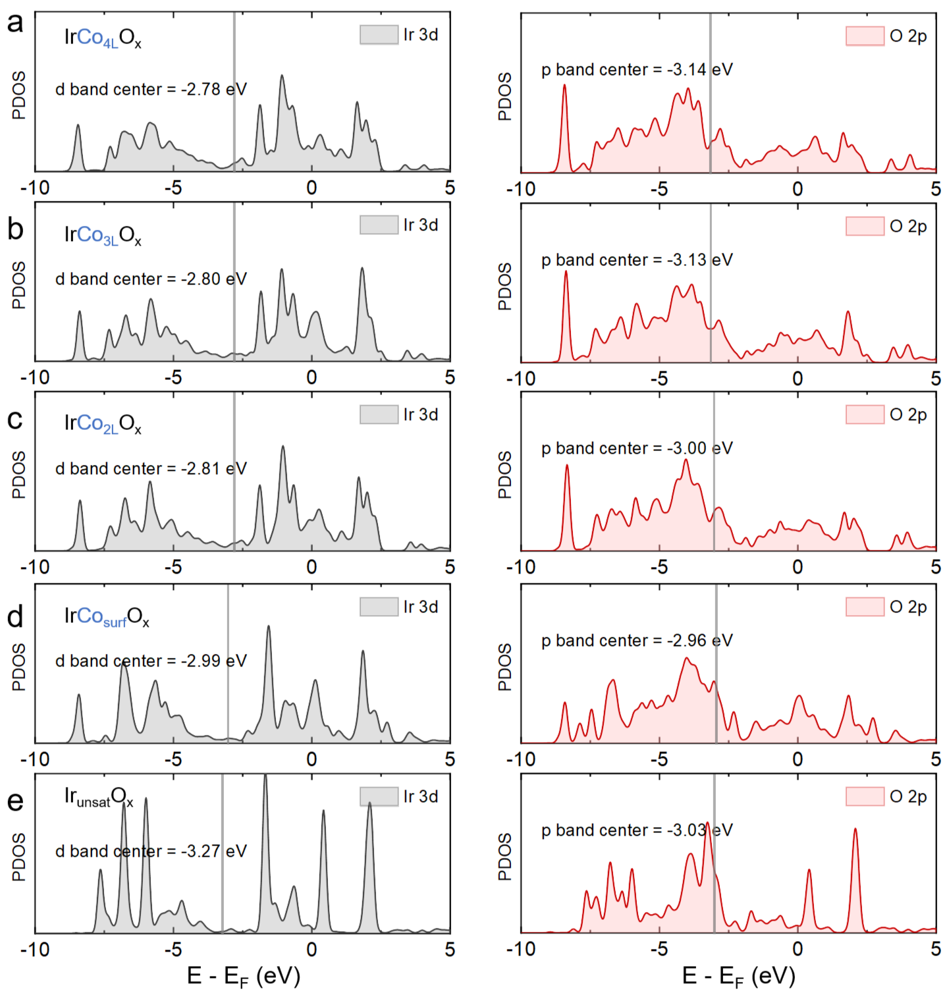 a
IrCo4LOx
Ir 3d
d band center = -2.78 eV
PDOS
-10 -5 0 5
O 2p
p band center = -3.14 eV
PDOS
-10 -5 0 5
b
IrCo3LOx
Ir 3d
d band center = -2.80 eV
PDOS
-10 -5 0 5
O 2p
p band center = -3.13 eV
PDOS
-10 -5 0 5
c
IrCo2LOx
Ir 3d
d band center = -2.81 eV
PDOS
-10 -5 0 5
O 2p
p band center = -3.00 eV
PDOS
-10 -5 0 5
d
IrCosurfOx
Ir 3d
d band center = -2.99 eV
PDOS
-10 -5 0 5
O 2p
p band center = -2.96 eV
PDOS
-10 -5 0 5
e
IrunsatOx
Ir 3d
d band center = -3.27 eV
PDOS
-10 -5 0 5
E - EF (eV)
O 2p
p band center = -3.03 eV
PDOS
-10 -5 0 5
E - EF (eV)